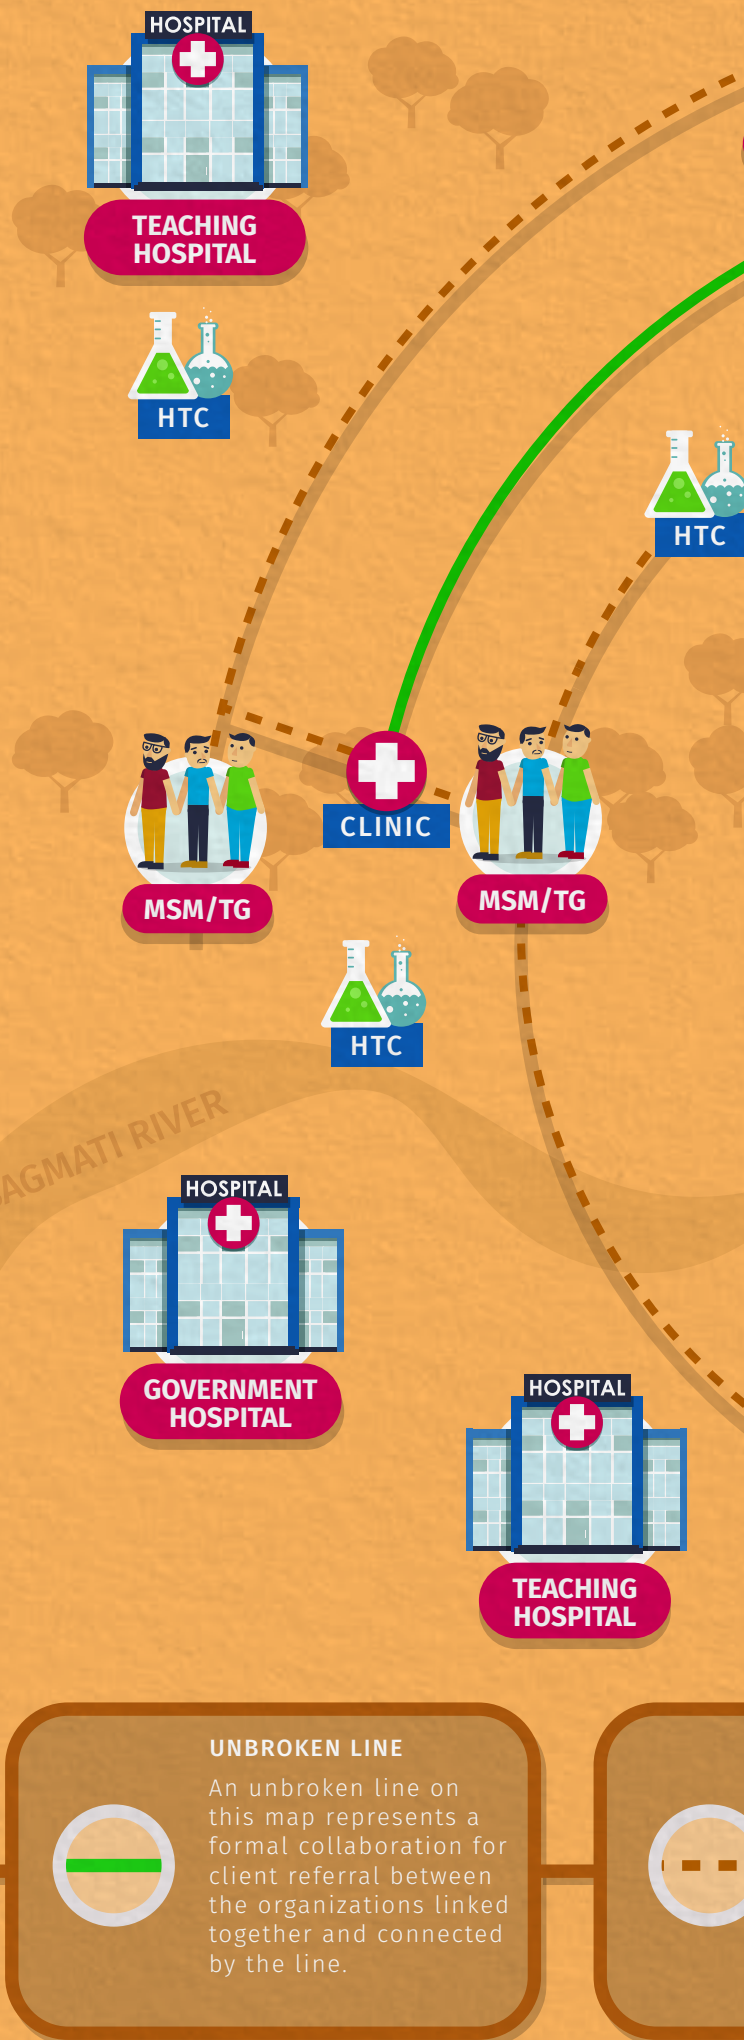 HOSPITAL
TEACHING
HOSPITAL
HTC
HTC
CLINIC
MSM/TG
MSM/TG
HTC
AGMATI RIVER
HOSPITAL
GOVERNMENT
HOSPITAL
HOSPITAL
TEACHING
HOSPITAL
UNBROKEN LINE
An unbroken line on
this map represents a
formal collaboration for
client referral between
the organizations linked
together and connected
by the line.